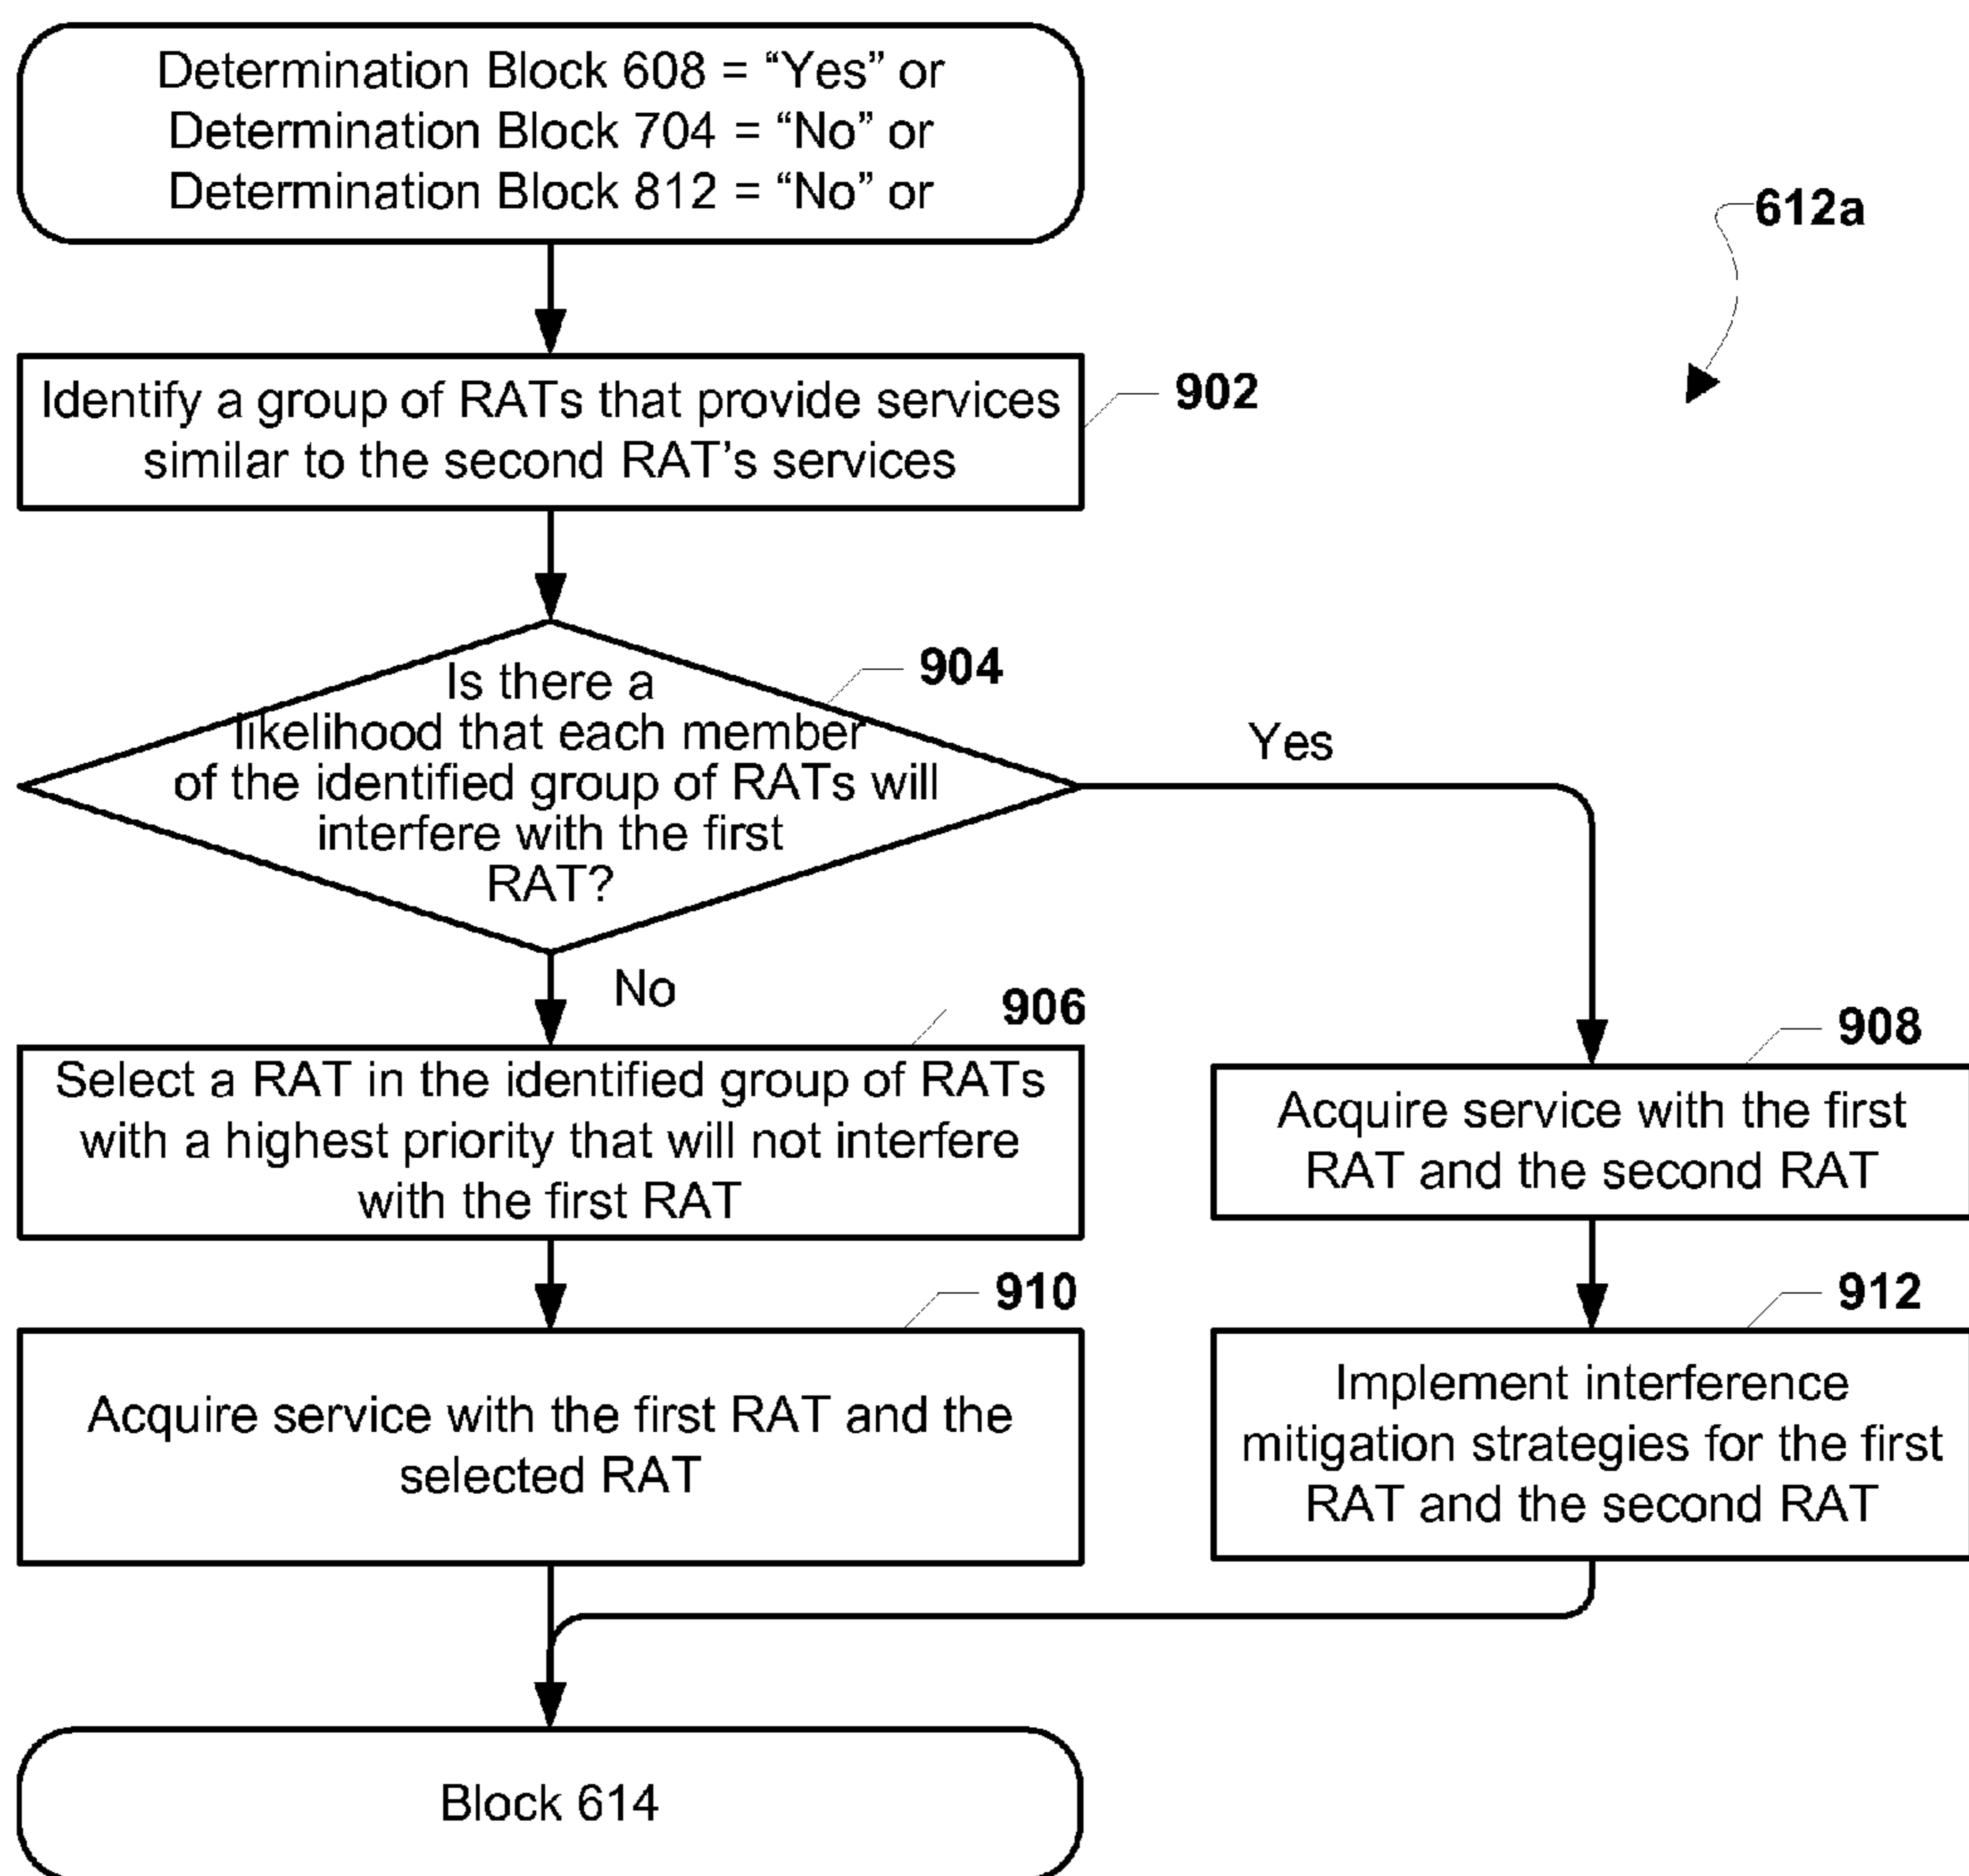 Determination Block 608 = “Yes” or
Determination Block 704 = “No” or
Determination Block 812 = “No” or
612a
Identify a group of RATs that provide services
similar to the second RAT’s services
902
Is there a
likelihood that each member
of the identified group of RATs will
interfere with the first
RAT?
904
Yes
No
906
Select a RAT in the identified group of RATs
with a highest priority that will not interfere
with the first RAT
908
Acquire service with the first
RAT and the second RAT
910
Acquire service with the first RAT and the
selected RAT
912
Implement interference
mitigation strategies for the first
RAT and the second RAT
Block 614